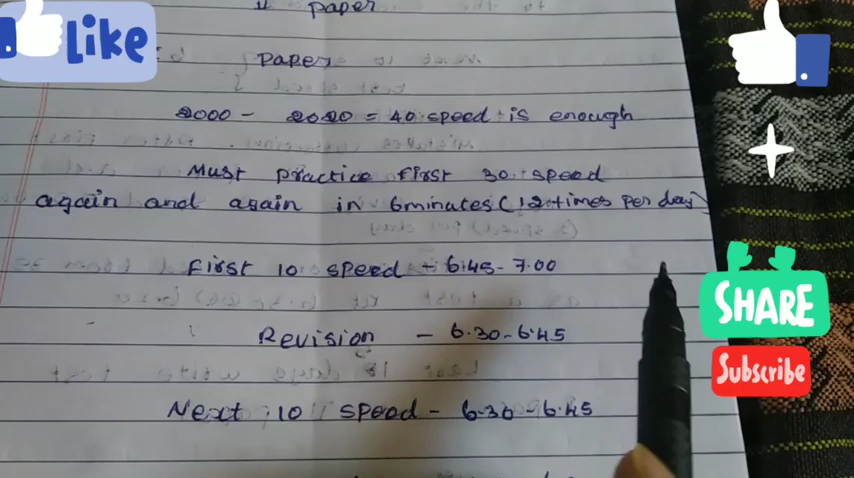 II paper
Like
Paper
2000 - 2020 = 40 speed is enough
Must practice first 30 speed
again and again in 6minutes (12 times per day)
First 10 speed - 6.45 - 7.00
SHARE
Revision - 6.30 - 6.45
Subscribe
Next 10 speed - 6.30 - 6.45